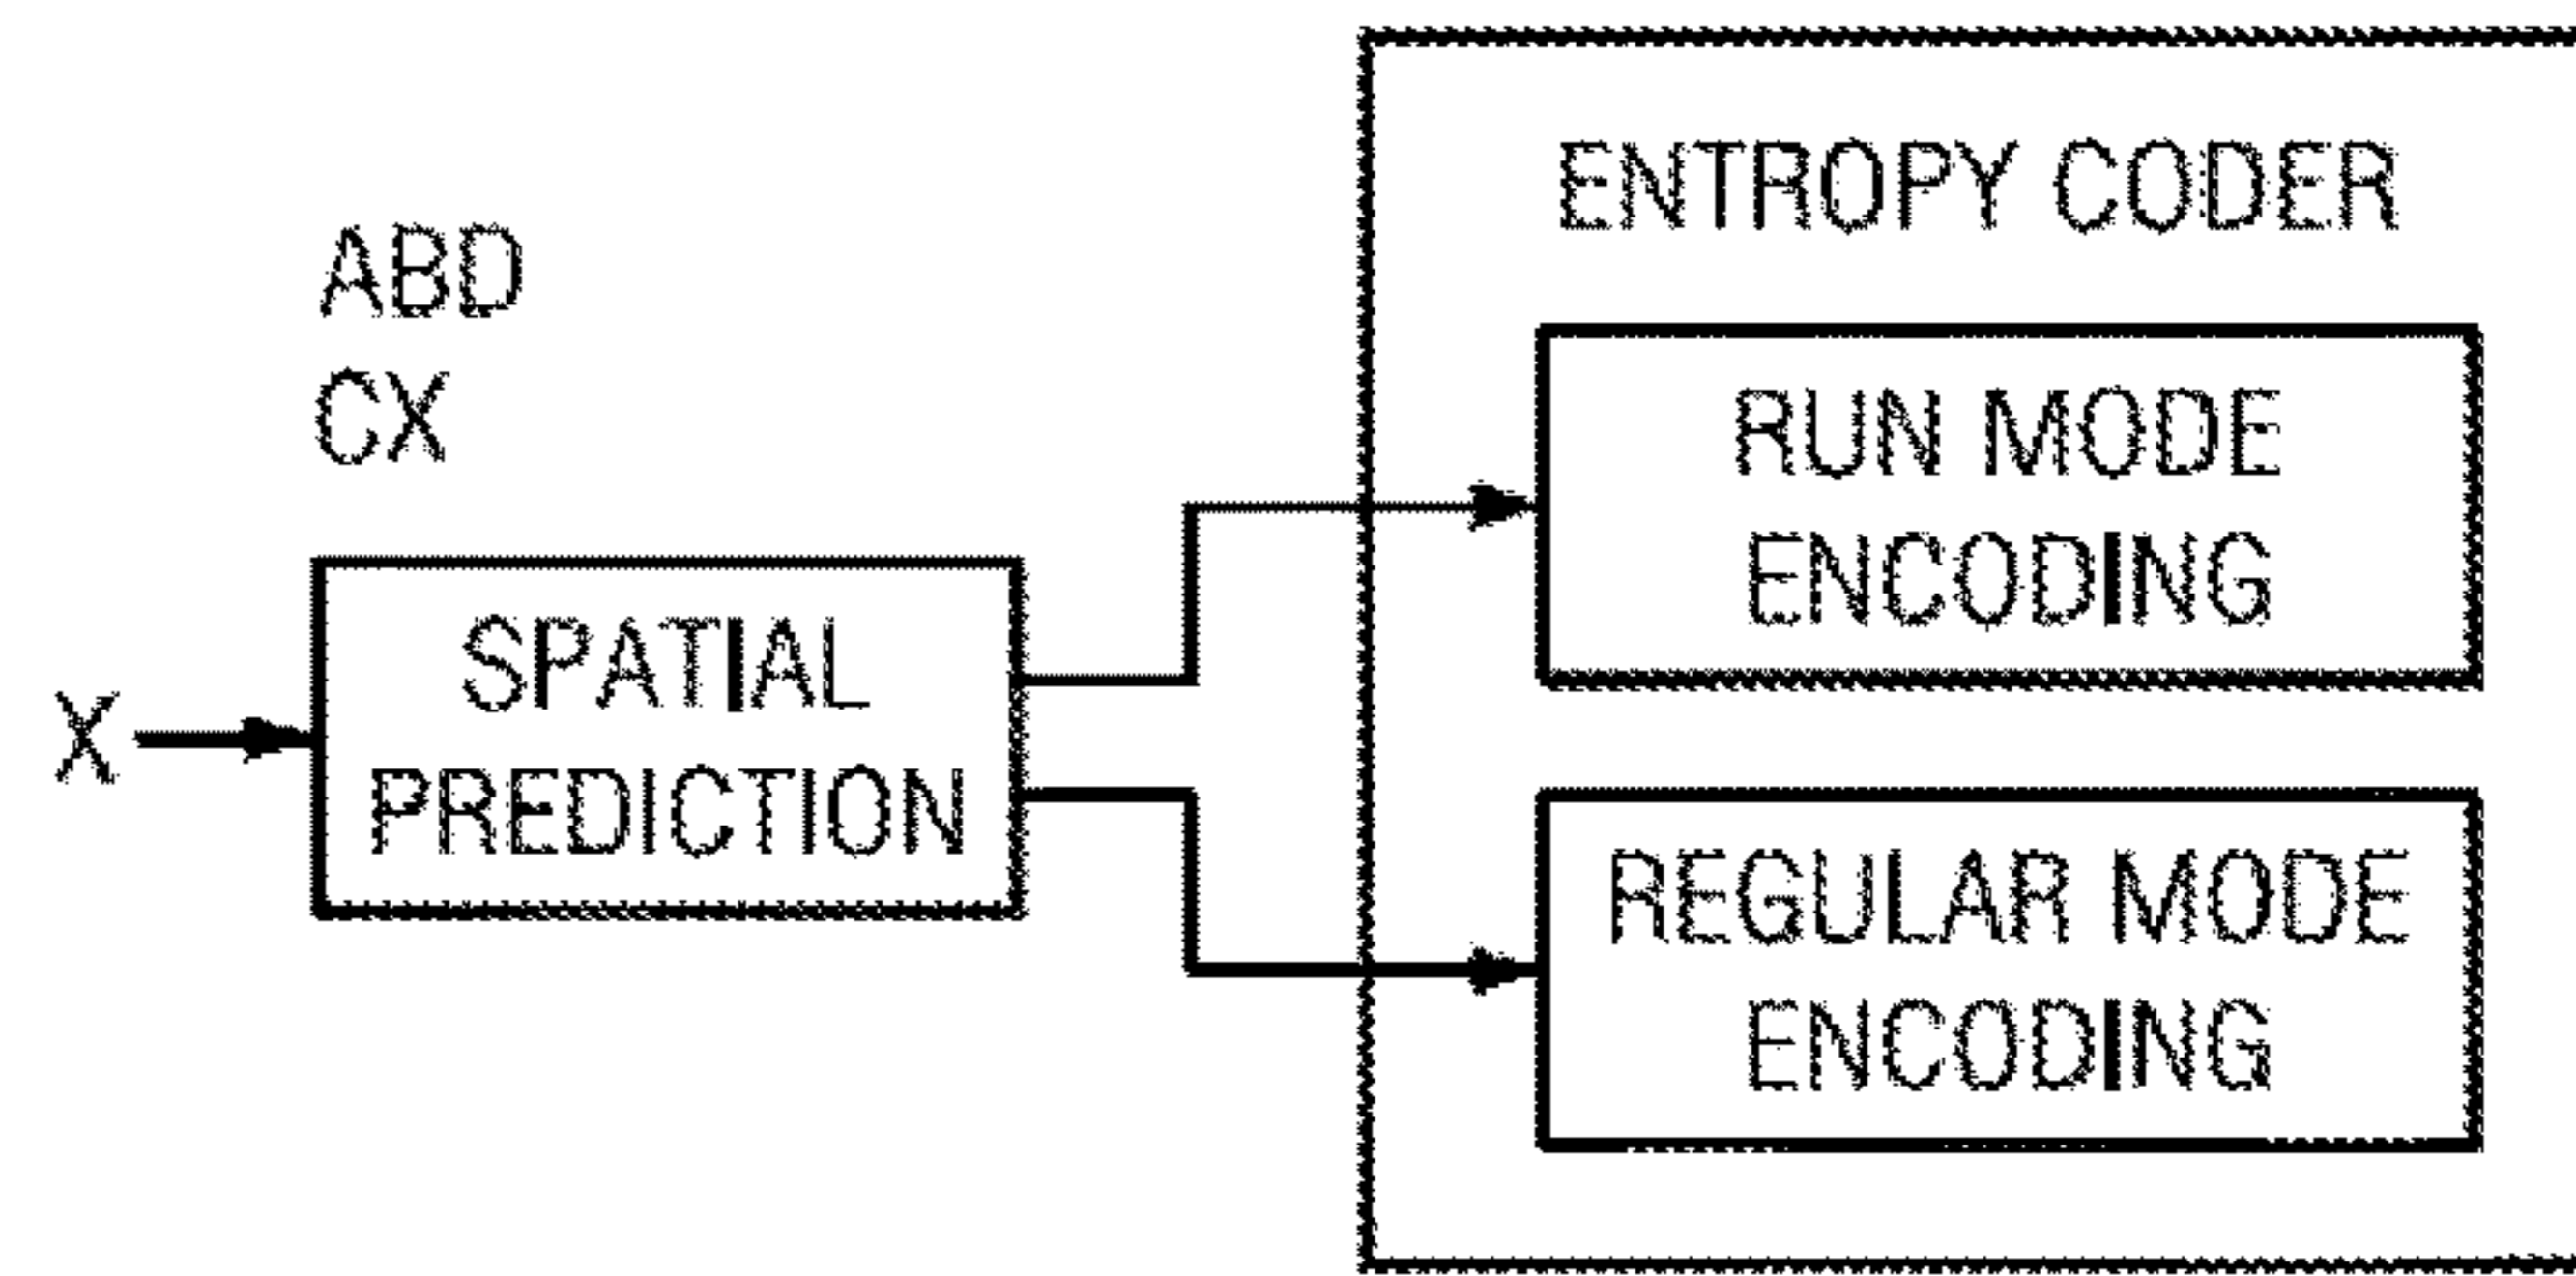 ABD
CX
X
SPATIAL
PREDICTION
ENTROPY CODER
RUN MODE
ENCODING
REGULAR MODE
ENCODING